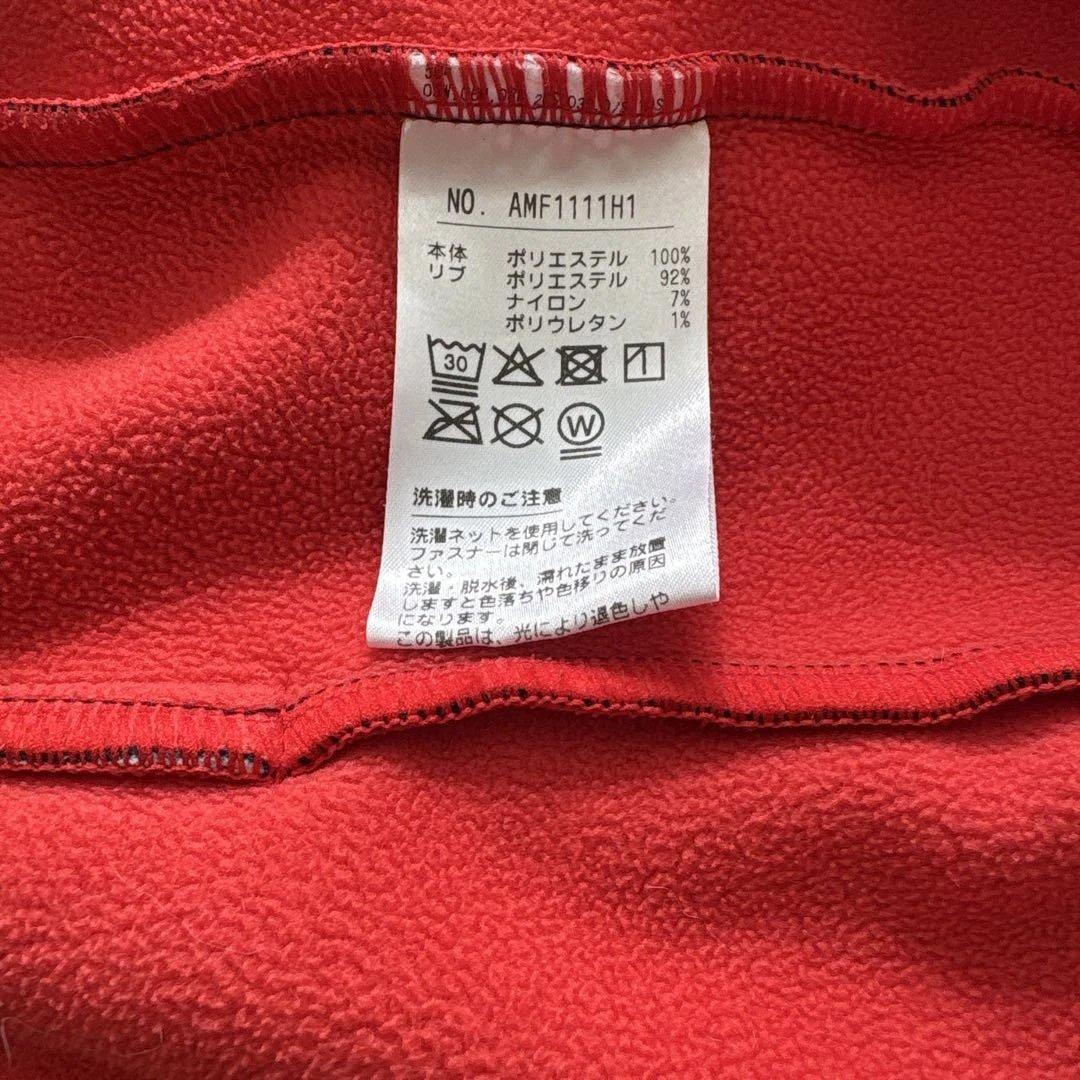 NO. AMF1111H1
本体 ポリエステル 100%
リブ ポリエステル 92%
ナイロン 7%
ポリウレタン 1%
30
W
洗濯時のご注意
洗濯ネットを使用してください。
ファスナーは閉じて洗ってくだ
さい。
洗濯・脱水後、濡れたまま放置
しますと色落ちや色移りの原因
になります。
この製品は、光により退色しや